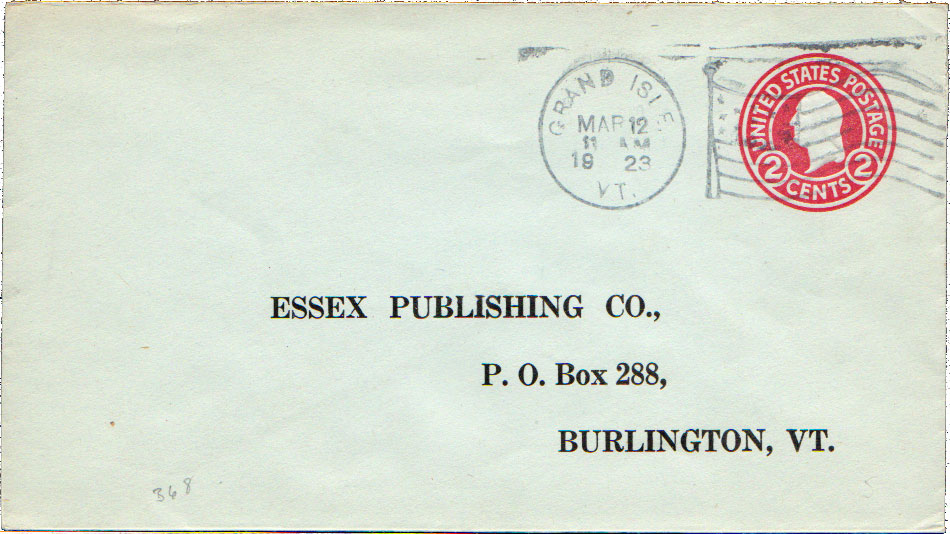 GRAND ISLE
MAR 12
11 AM
19 23
VT.
UNITED STATES POSTAGE
2 CENTS 2
ESSEX PUBLISHING CO.,
P. O. Box 288,
BURLINGTON, VT.
368